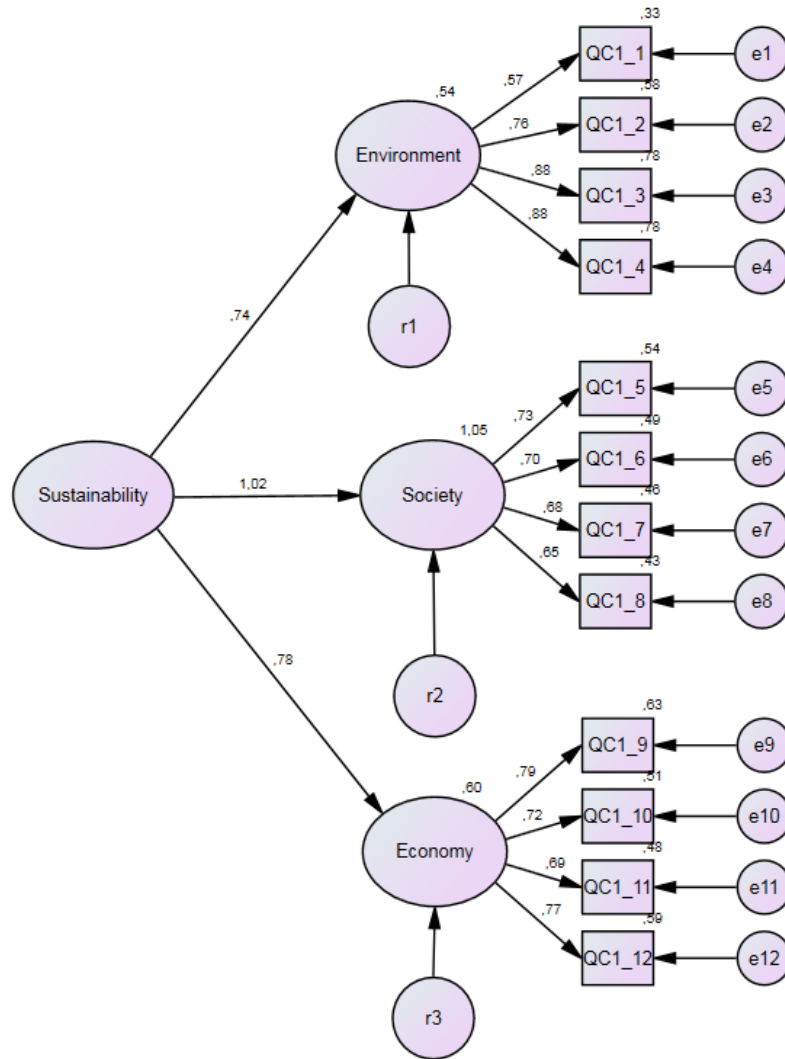 ,33
QC1_1
e1
,57
,54
,58
QC1_2
e2
,76
Environment
,78
QC1_3
e3
,88
,78
QC1_4
e4
,88
r1
,74
,54
QC1_5
e5
,73
1,05
,49
QC1_6
e6
,70
Sustainability
1,02
Society
,46
QC1_7
e7
,68
,43
QC1_8
e8
,65
r2
,78
,63
QC1_9
e9
,79
,60
,51
QC1_10
e10
,72
Economy
,48
QC1_11
e11
,69
,59
QC1_12
e12
,77
r3